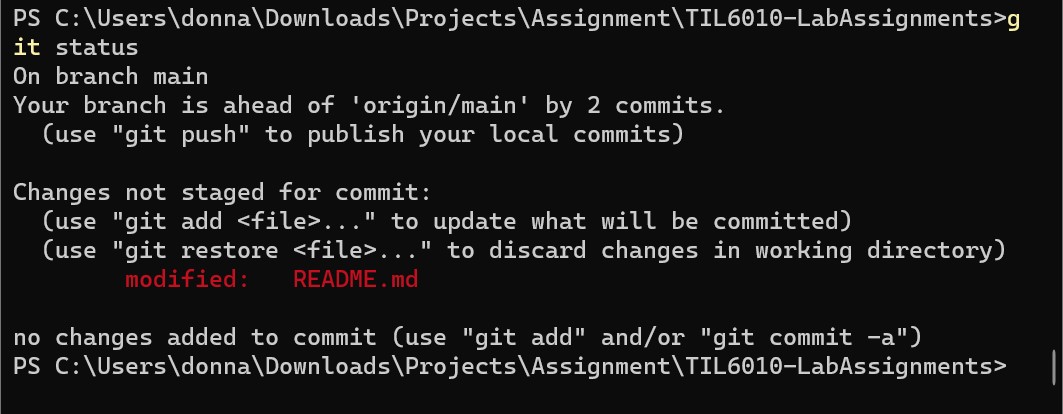 PS C:\Users\donna\Downloads\Projects\Assignment\TIL6010-LabAssignments>g
it status
On branch main
Your branch is ahead of 'origin/main' by 2 commits.
  (use "git push" to publish your local commits)

Changes not staged for commit:
  (use "git add <file>..." to update what will be committed)
  (use "git restore <file>..." to discard changes in working directory)
        modified:   README.md

no changes added to commit (use "git add" and/or "git commit -a")
PS C:\Users\donna\Downloads\Projects\Assignment\TIL6010-LabAssignments>